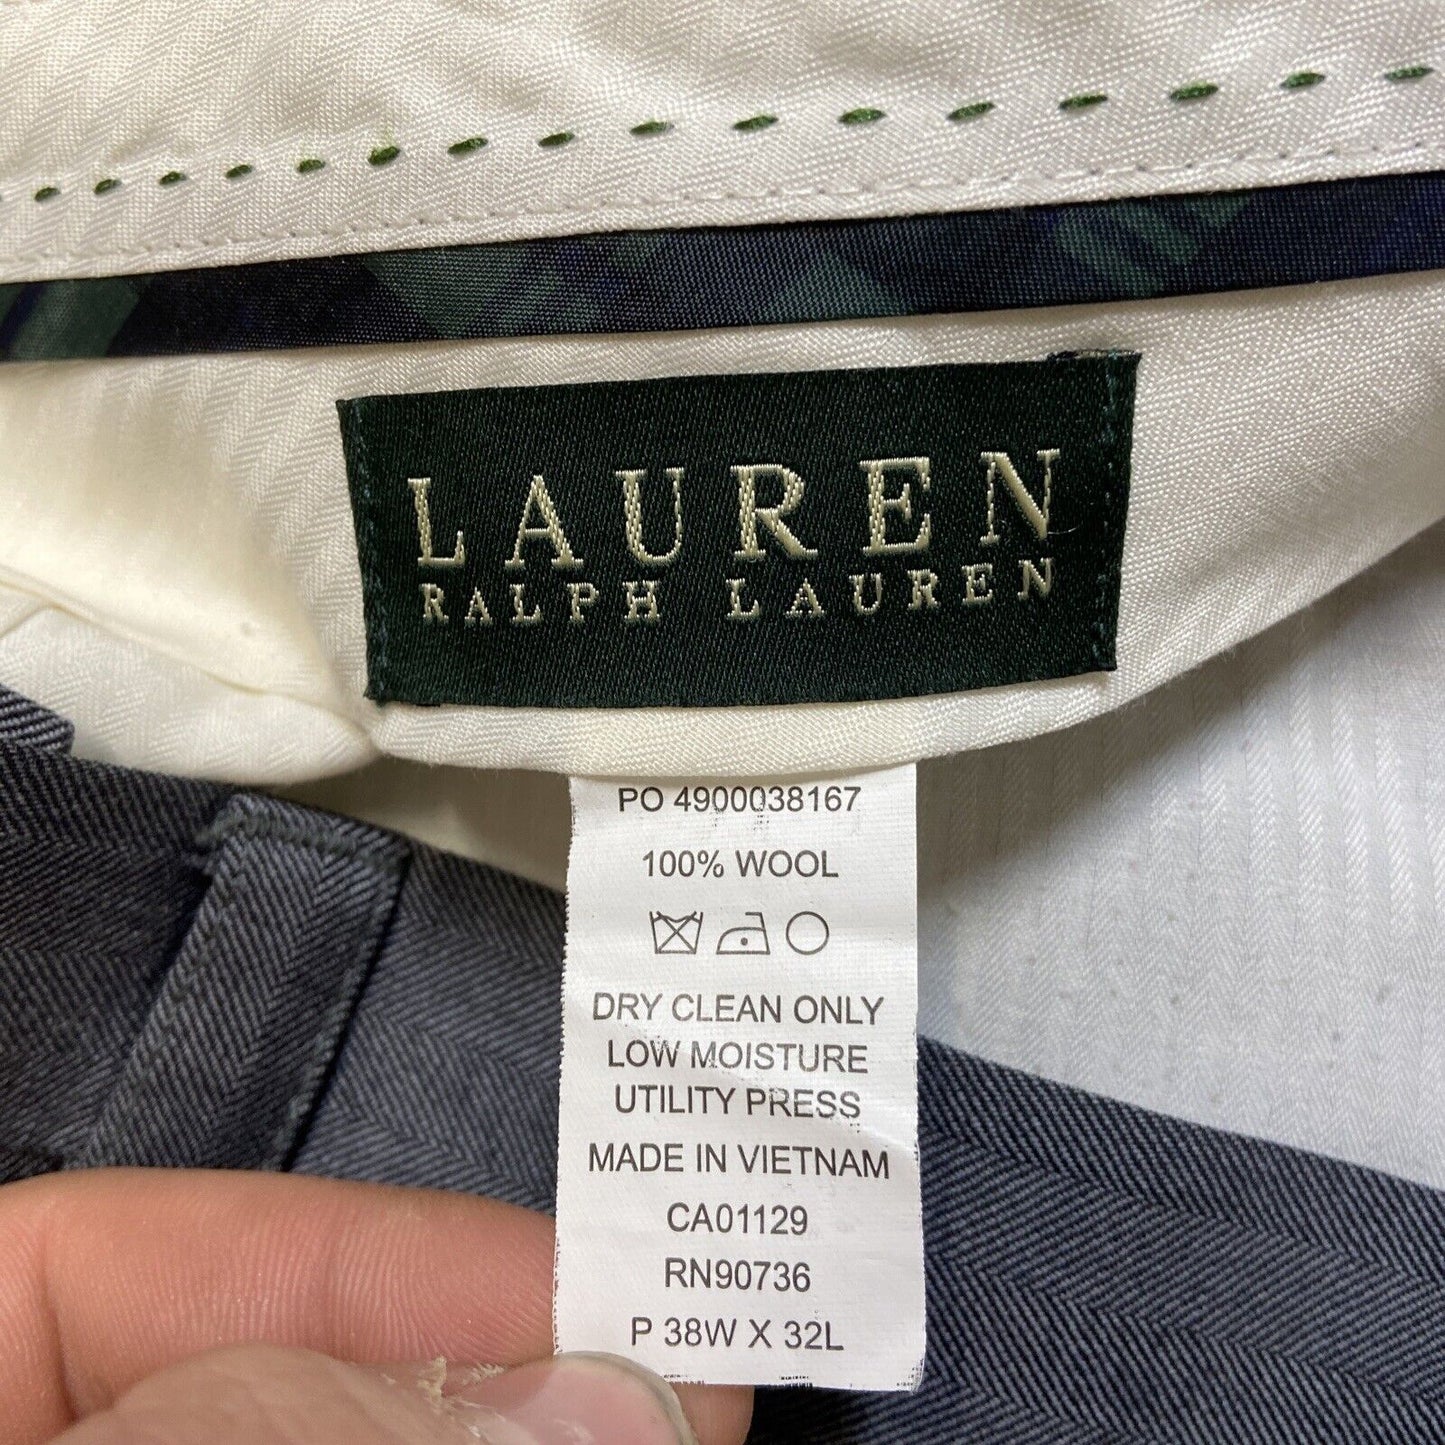 LAUREN
RALPH LAUREN
PO 4900038167
100% WOOL
DRY CLEAN ONLY
LOW MOISTURE
UTILITY PRESS
MADE IN VIETNAM
CA01129
RN90736
P 38W X 32L